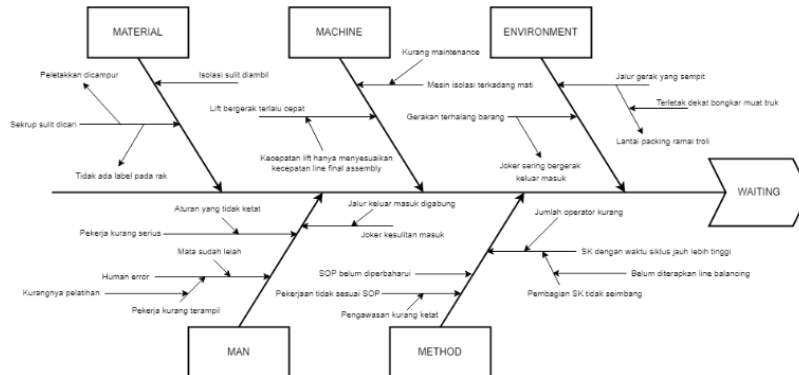 MATERIAL
MACHINE
ENVIRONMENT
Kurang maintenance
Peletakkan dicampur
Isolasi sulit diambil
Mesin isolasi terkadang mati
Jalur gerak yang sempit
Lift bergerak terlalu cepat
Terletak dekat bongkar muat truk
Sekrup sulit dicari
Gerakan terhalang barang
Lantai packing ramai troli
Kecepatan lift hanya menyesuaikan
kecepatan line final assembly
Joker sering bergerak
keluar masuk
Tidak ada label pada rak
WAITING
Aturan yang tidak ketat
Jalur keluar masuk digabung
Jumlah operator kurang
Pekerja kurang serius
Joker kesulitan masuk
Mata sudah lelah
SK dengan waktu siklus jauh lebih tinggi
Human error
SOP belum diperbaharui
Belum diterapkan line balancing
Kurangnya pelatihan
Pekerjaan tidak sesuai SOP
Pembagian SK tidak seimbang
Pekerja kurang terampil
Pengawasan kurang ketat
MAN
METHOD